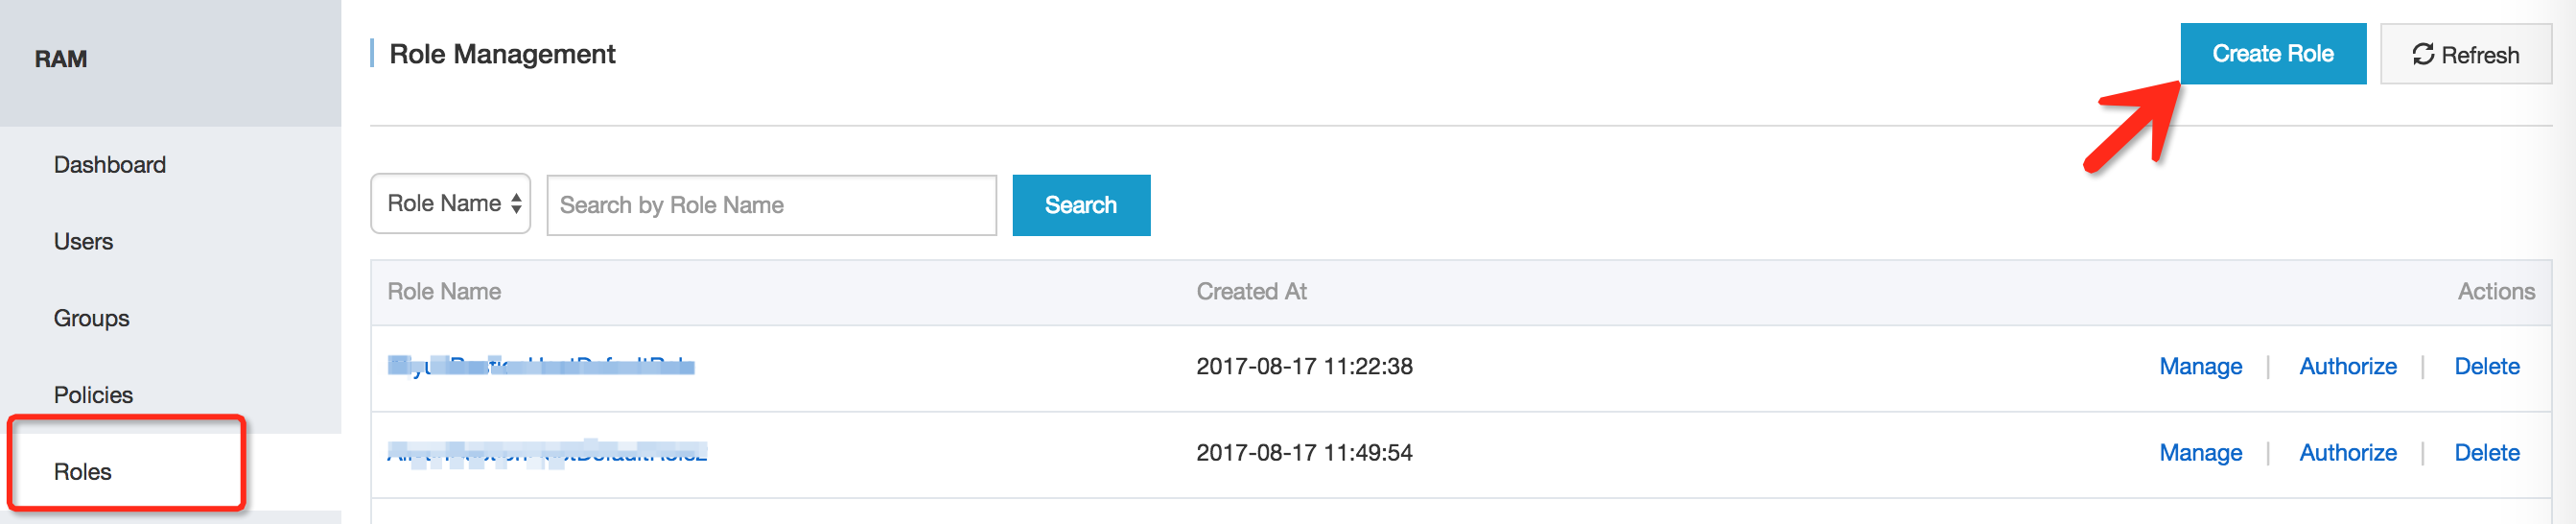 RAM
Dashboard
Users
Groups
Policies
Roles
Role Management
Create Role
Refresh
Role Name
Search by Role Name
Search
Role Name Created At Actions
2017-08-17 11:22:38 Manage | Authorize | Delete
2017-08-17 11:49:54 Manage | Authorize | Delete